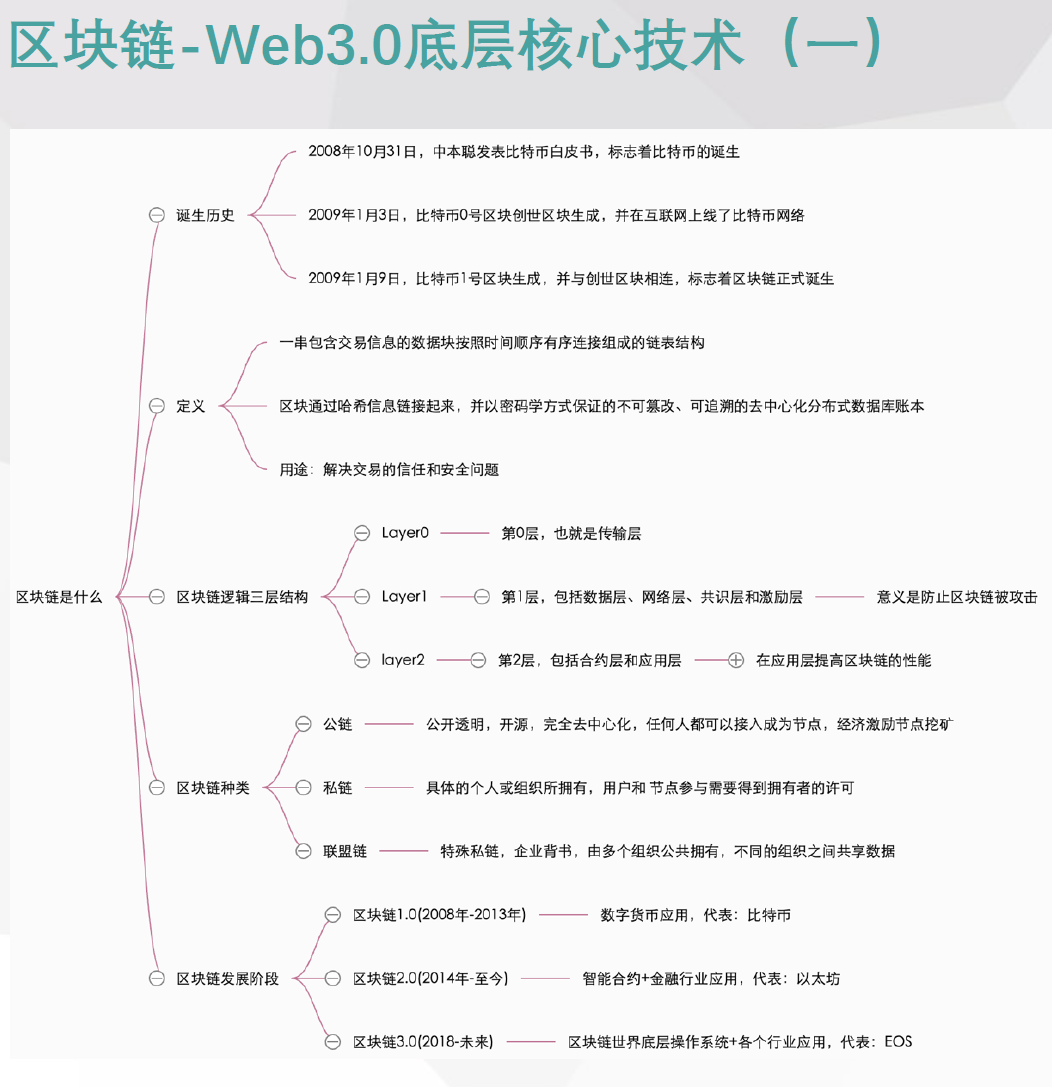 区块链-Web3.0底层核心技术（一）
2008年10月31日，中本聪发表比特币白皮书，标志着比特币的诞生
诞生历史
2009年1月3日，比特币0号区块创世区块生成，并在互联网上线了比特币网络
2009年1月9日，比特币1号区块生成，并与创世区块相连，标志着区块链正式诞生
一串包含交易信息的数据块按照时间顺序有序连接组成的链表结构
定义
区块通过哈希信息链接起来，并以密码学方式保证的不可篡改、可追溯的去中心化分布式数据库账本
用途：解决交易的信任和安全问题
Layer0
第0层，也就是传输层
区块链是什么
区块链逻辑三层结构
Layer1
第1层，包括数据层、网络层、共识层和激励层
意义是防止区块链被攻击
layer2
第2层，包括合约层和应用层
在应用层提高区块链的性能
公链
公开透明，开源，完全去中心化，任何人都可以接入成为节点，经济激励节点挖矿
区块链种类
私链
具体的个人或组织所拥有，用户和 节点参与需要得到拥有者的许可
联盟链
特殊私链，企业背书，由多个组织公共拥有，不同的组织之间共享数据
区块链1.0(2008年-2013年)
数字货币应用，代表：比特币
区块链发展阶段
区块链2.0(2014年-至今)
智能合约+金融行业应用，代表：以太坊
区块链3.0(2018-未来)
区块链世界底层操作系统+各个行业应用，代表：EOS